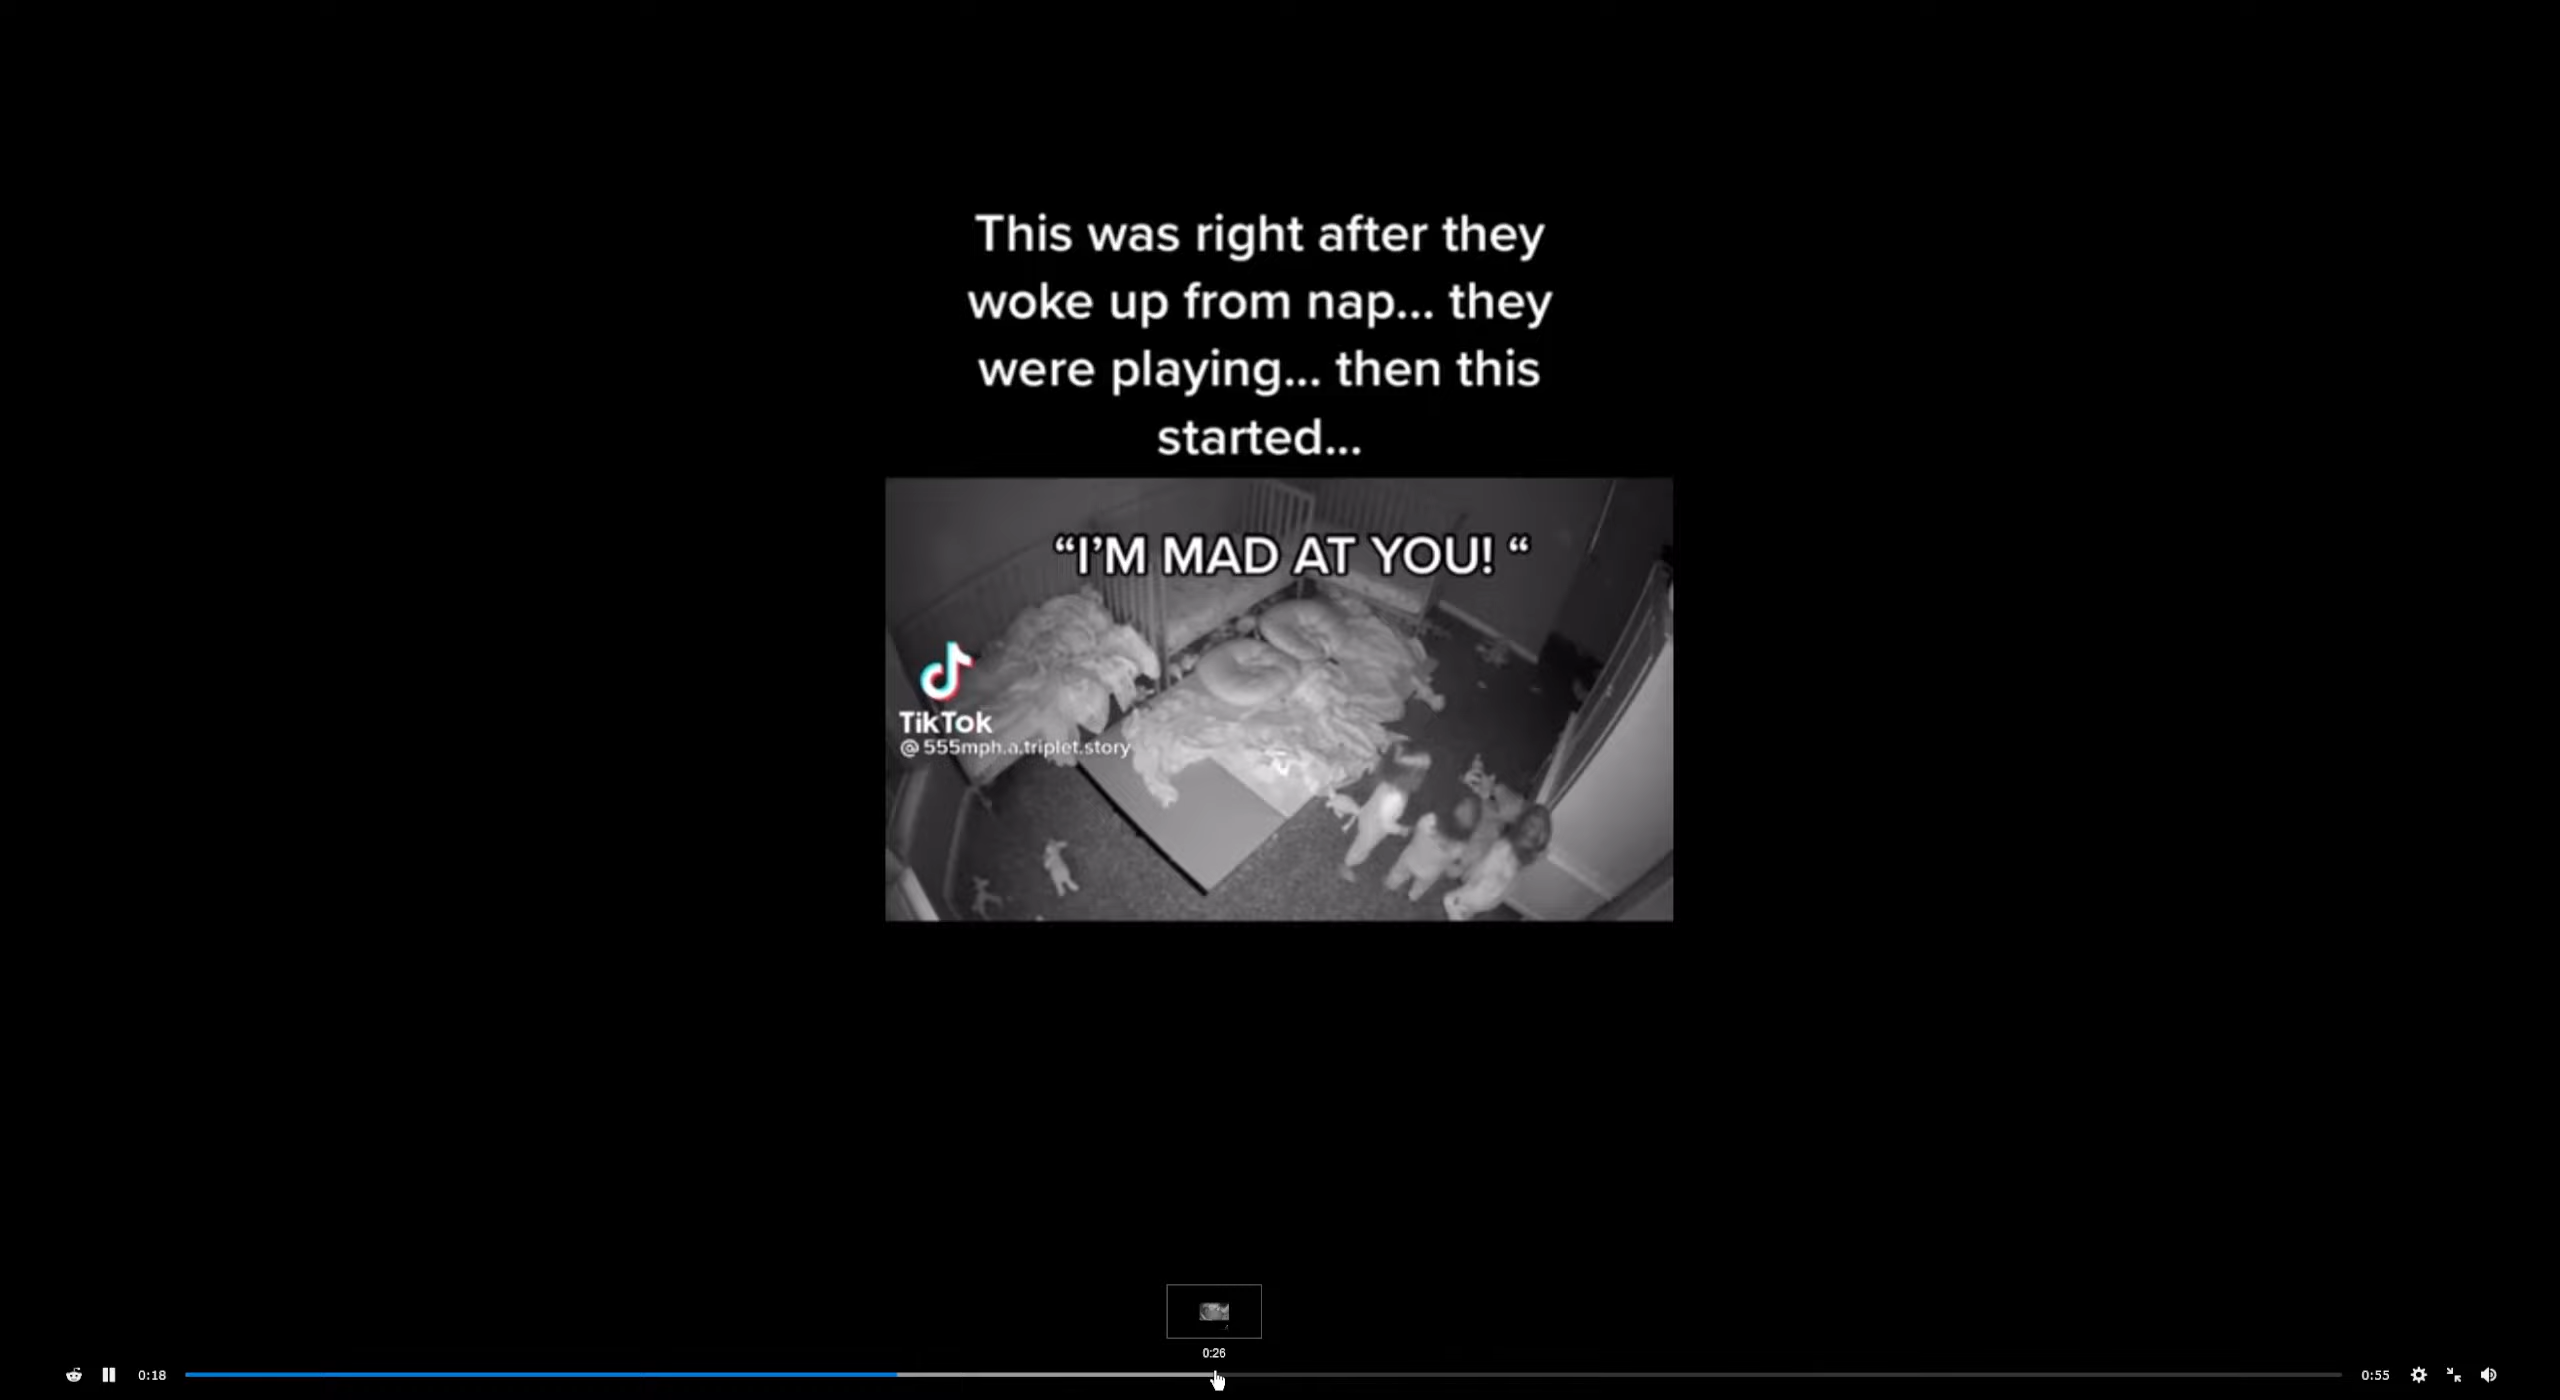 This was right after they
woke up from nap... they
were playing... then this
started...
“I’M MAD AT YOU! “
TikTok
@555mph.a.triplet.story
0:26
0:18
0:55